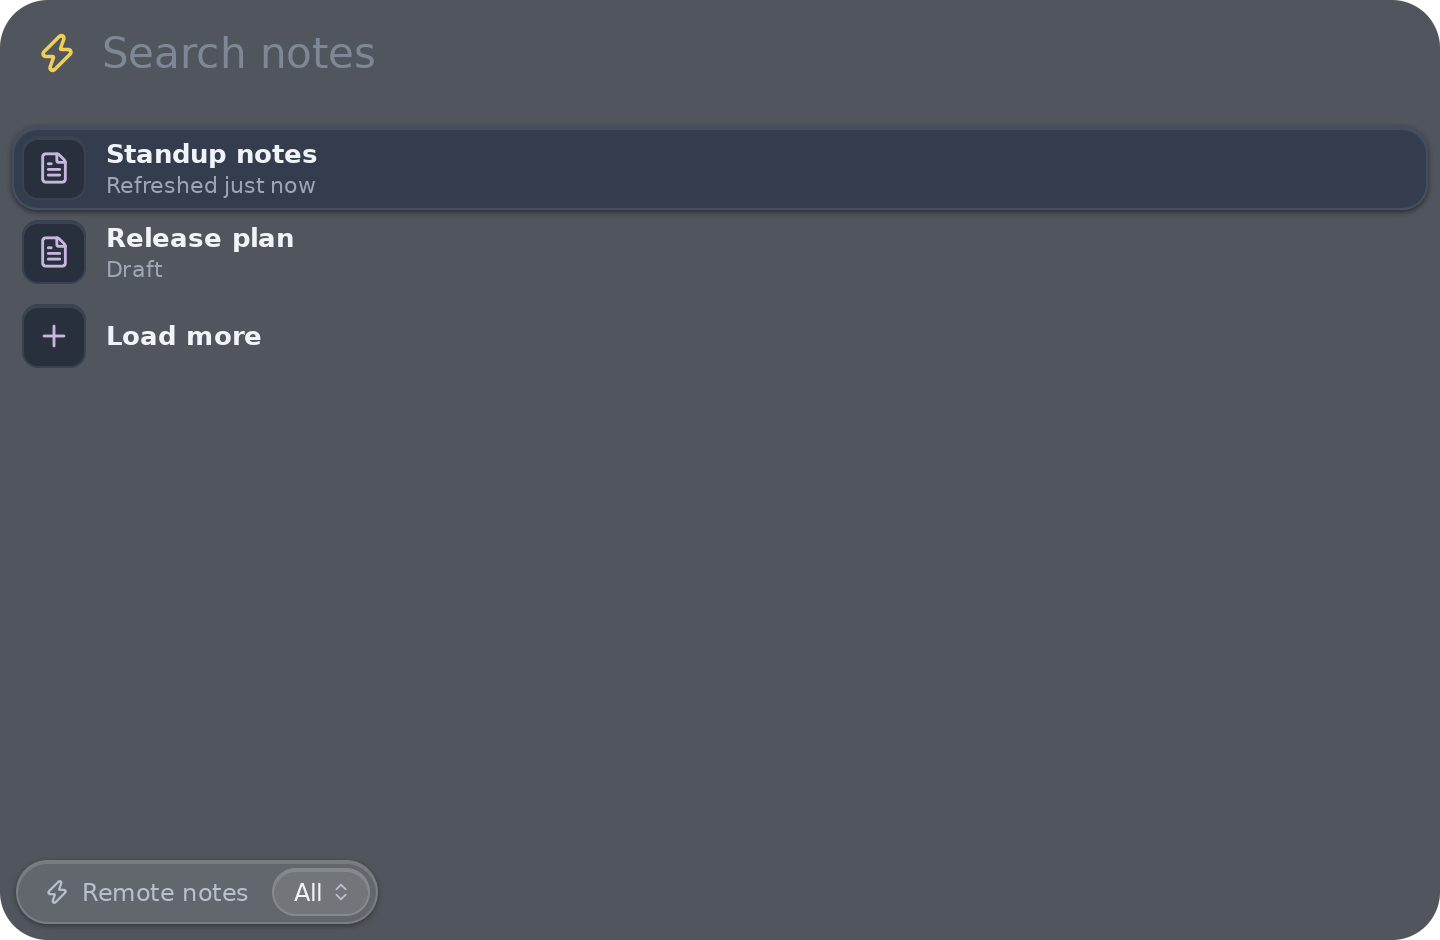 Search notes
Standup notes
Refreshed just now
Release plan
Draft
Load more
Remote notes
All